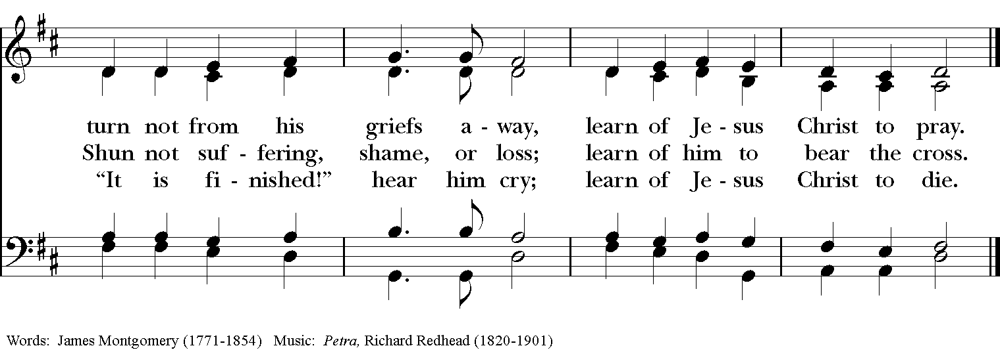 turn not from his griefs a - way, learn of Je - sus Christ to pray.
Shun not suf - fering, shame, or loss; learn of him to bear the cross.
“It is fi - nished!” hear him cry; learn of Je - sus Christ to die.
Words: James Montgomery (1771-1854) Music: Petra, Richard Redhead (1820-1901)